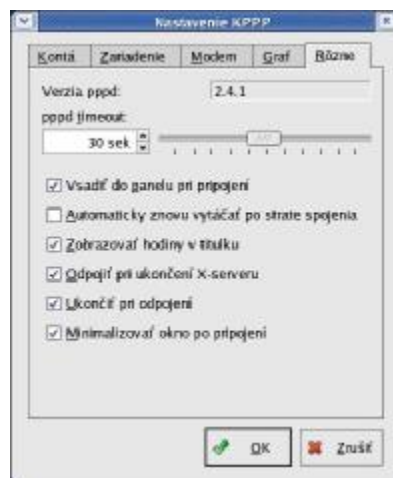 Nastavenie KPPP
Kontá Zariadenie Modem Graf Rôzne
Verzia pppd: 2.4.1
pppd timeout:
30 sek
Vsadiť do panelu pri pripojení
Automaticky znovu vytáčať po strate spojenia
Zobrazovať hodiny v titulku
Odpojiť pri ukončení X-serveru
Ukončiť pri odpojení
Minimalizovať okno po pripojení
OK Zrušiť